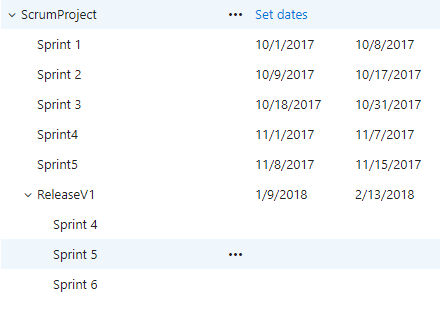 ScrumProject ••• Set dates
Sprint 1 10/1/2017 10/8/2017
Sprint 2 10/9/2017 10/17/2017
Sprint 3 10/18/2017 10/31/2017
Sprint4 11/1/2017 11/7/2017
Sprint5 11/8/2017 11/15/2017
ReleaseV1 1/9/2018 2/13/2018
Sprint 4
Sprint 5 •••
Sprint 6